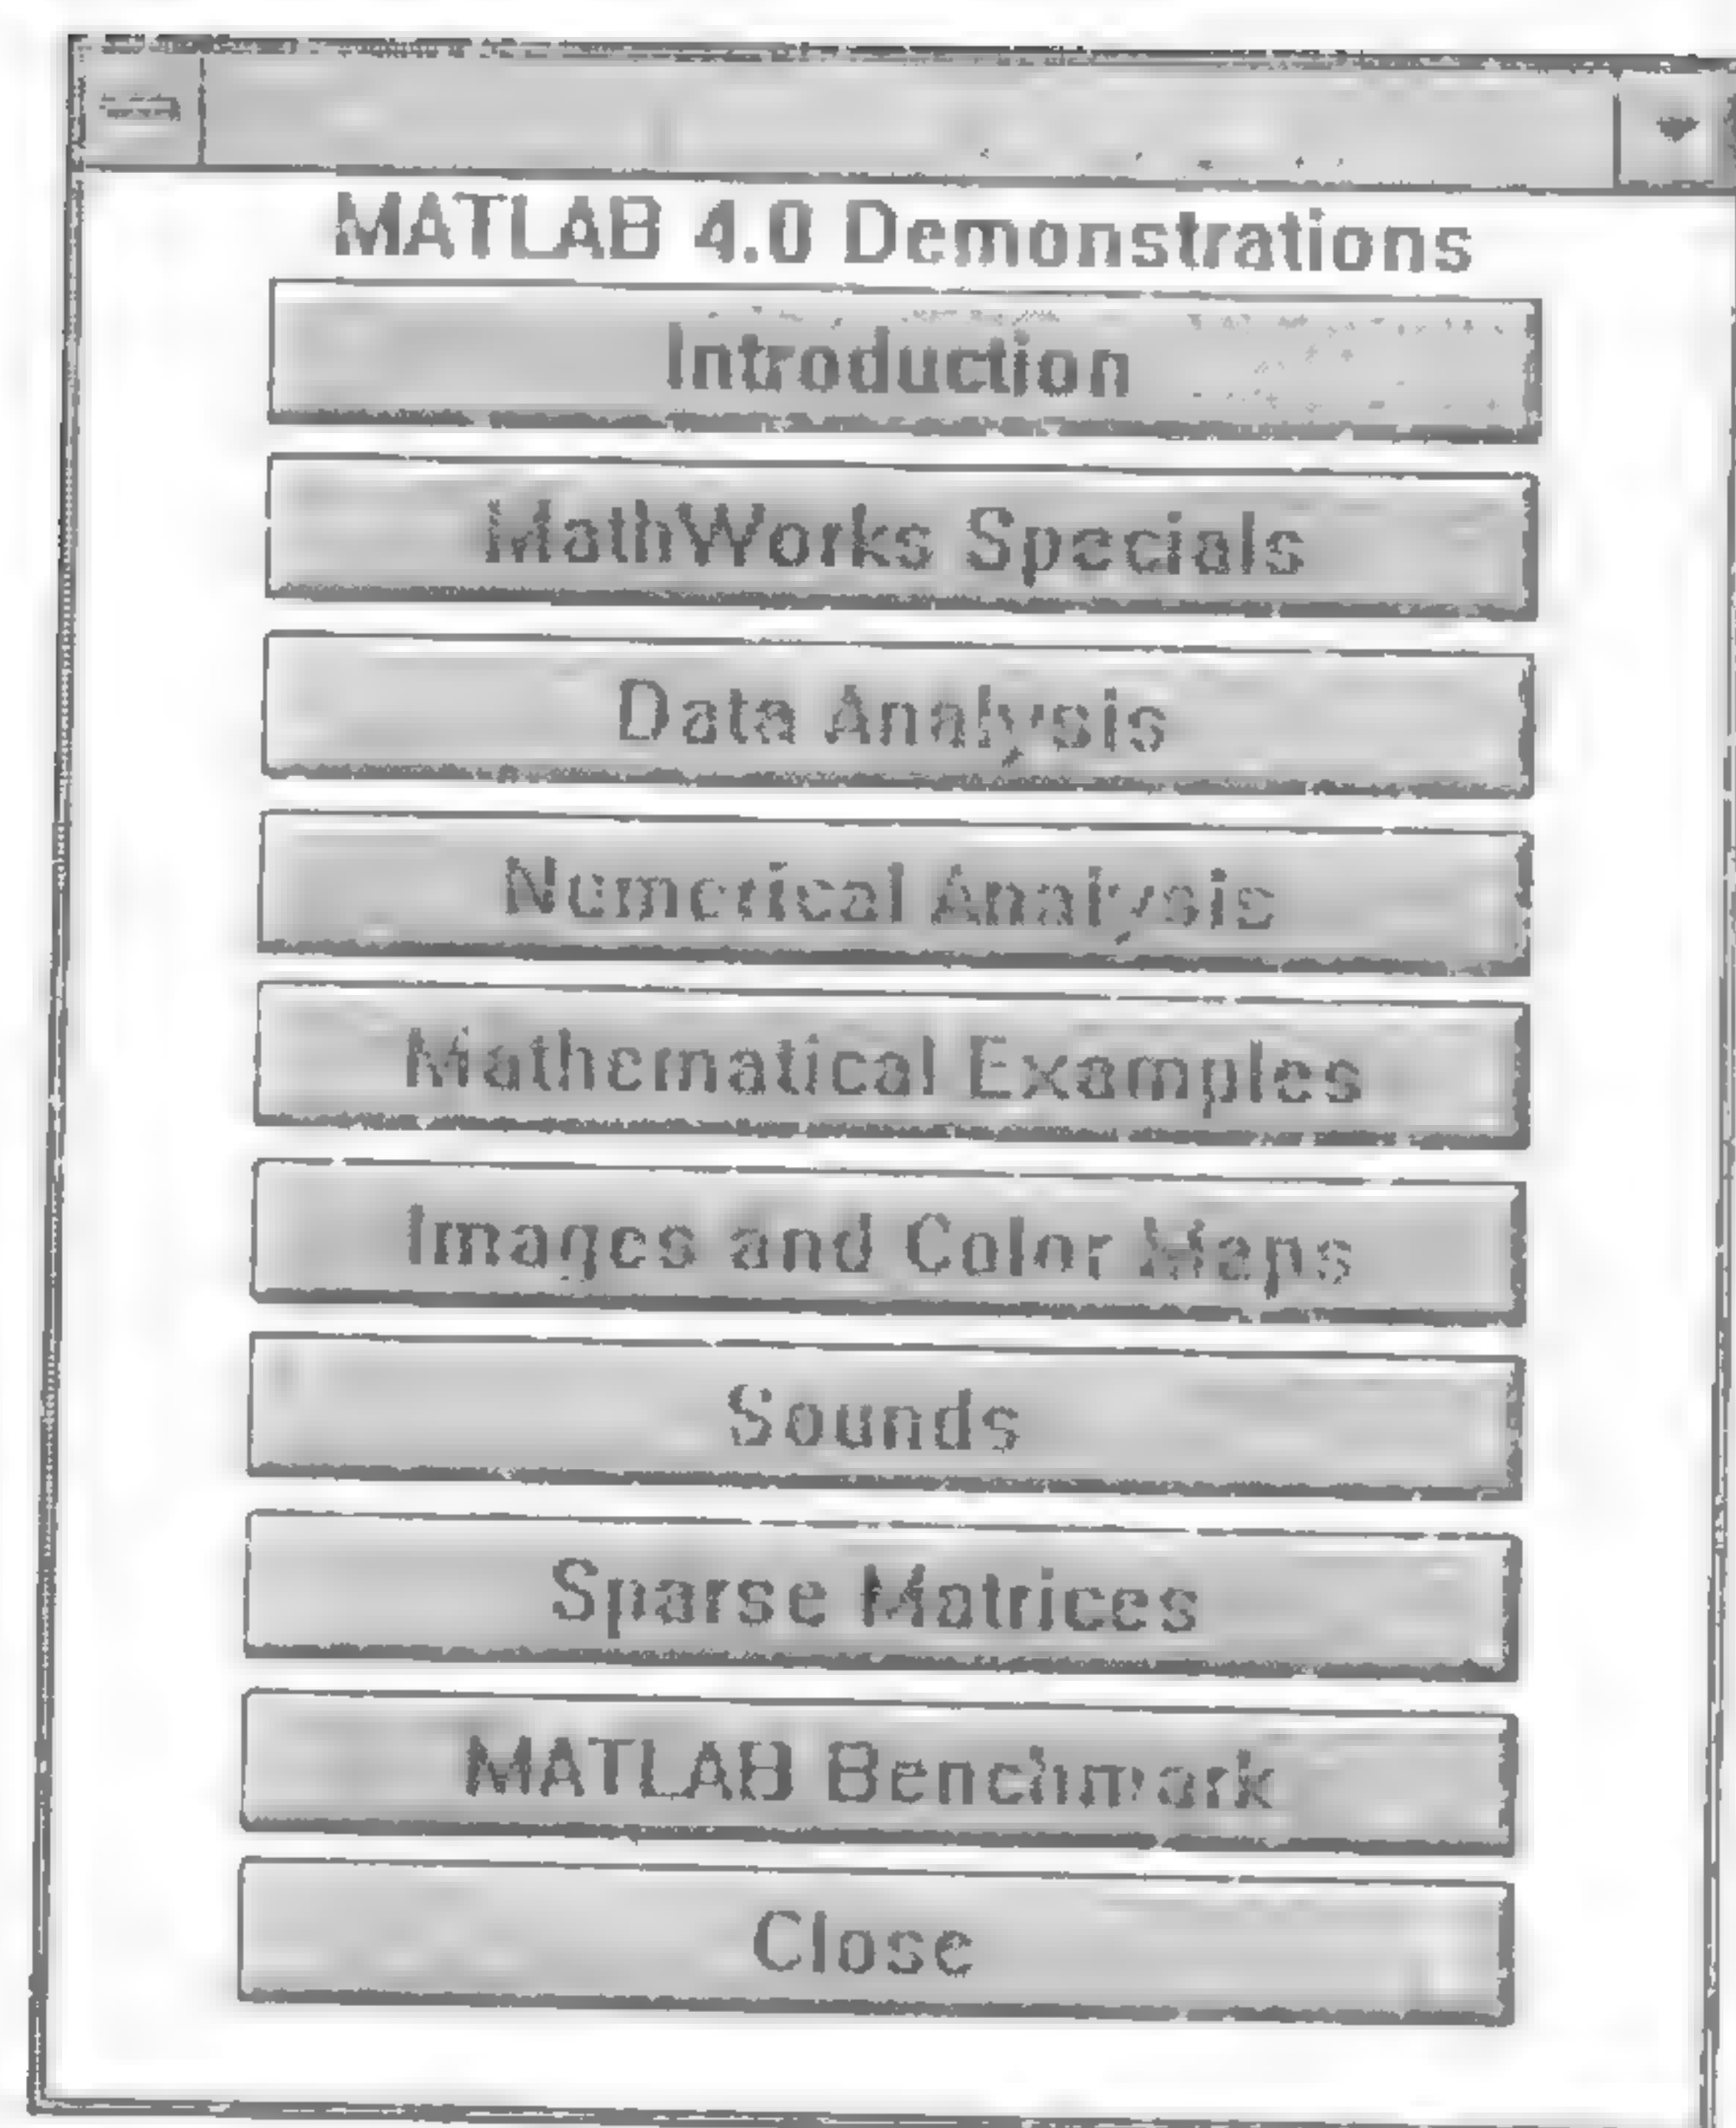 MATLAB 4.0 Demonstrations
Introduction
MathWorks Specials
Data Analysis
Numerical Analysis
Mathematical Examples
Images and Color Maps
Sounds
Sparse Matrices
MATLAB Benchmark
Close